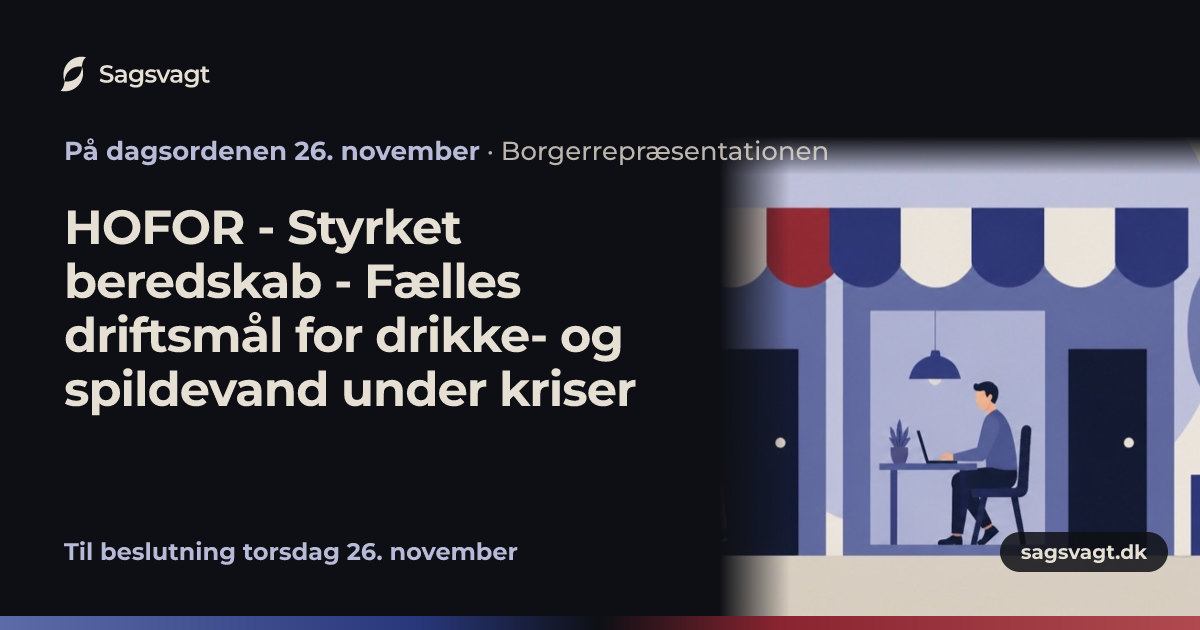 Sagsvagt
På dagsordenen 26. november · Borgerrepræsentationen
HOFOR - Styrket
beredskab - Fælles
driftsmål for drikke- og
spildevand under kriser
Til beslutning torsdag 26. november
sagsvagt.dk